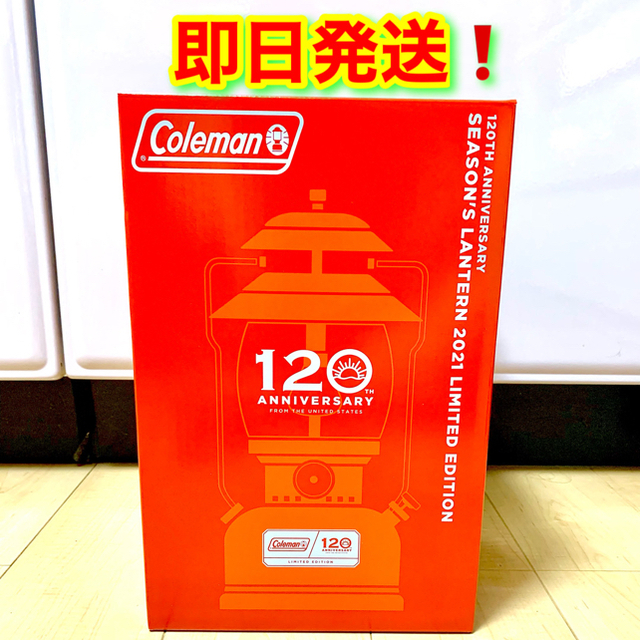 即日発送❗
Coleman
®
120TH ANNIVERSARY
SEASON'S LANTERN 2021 LIMITED EDITION
120TH
ANNIVERSARY
FROM THE UNITED STATES
Coleman
120
ANNIVERSARY
LIMITED EDITION